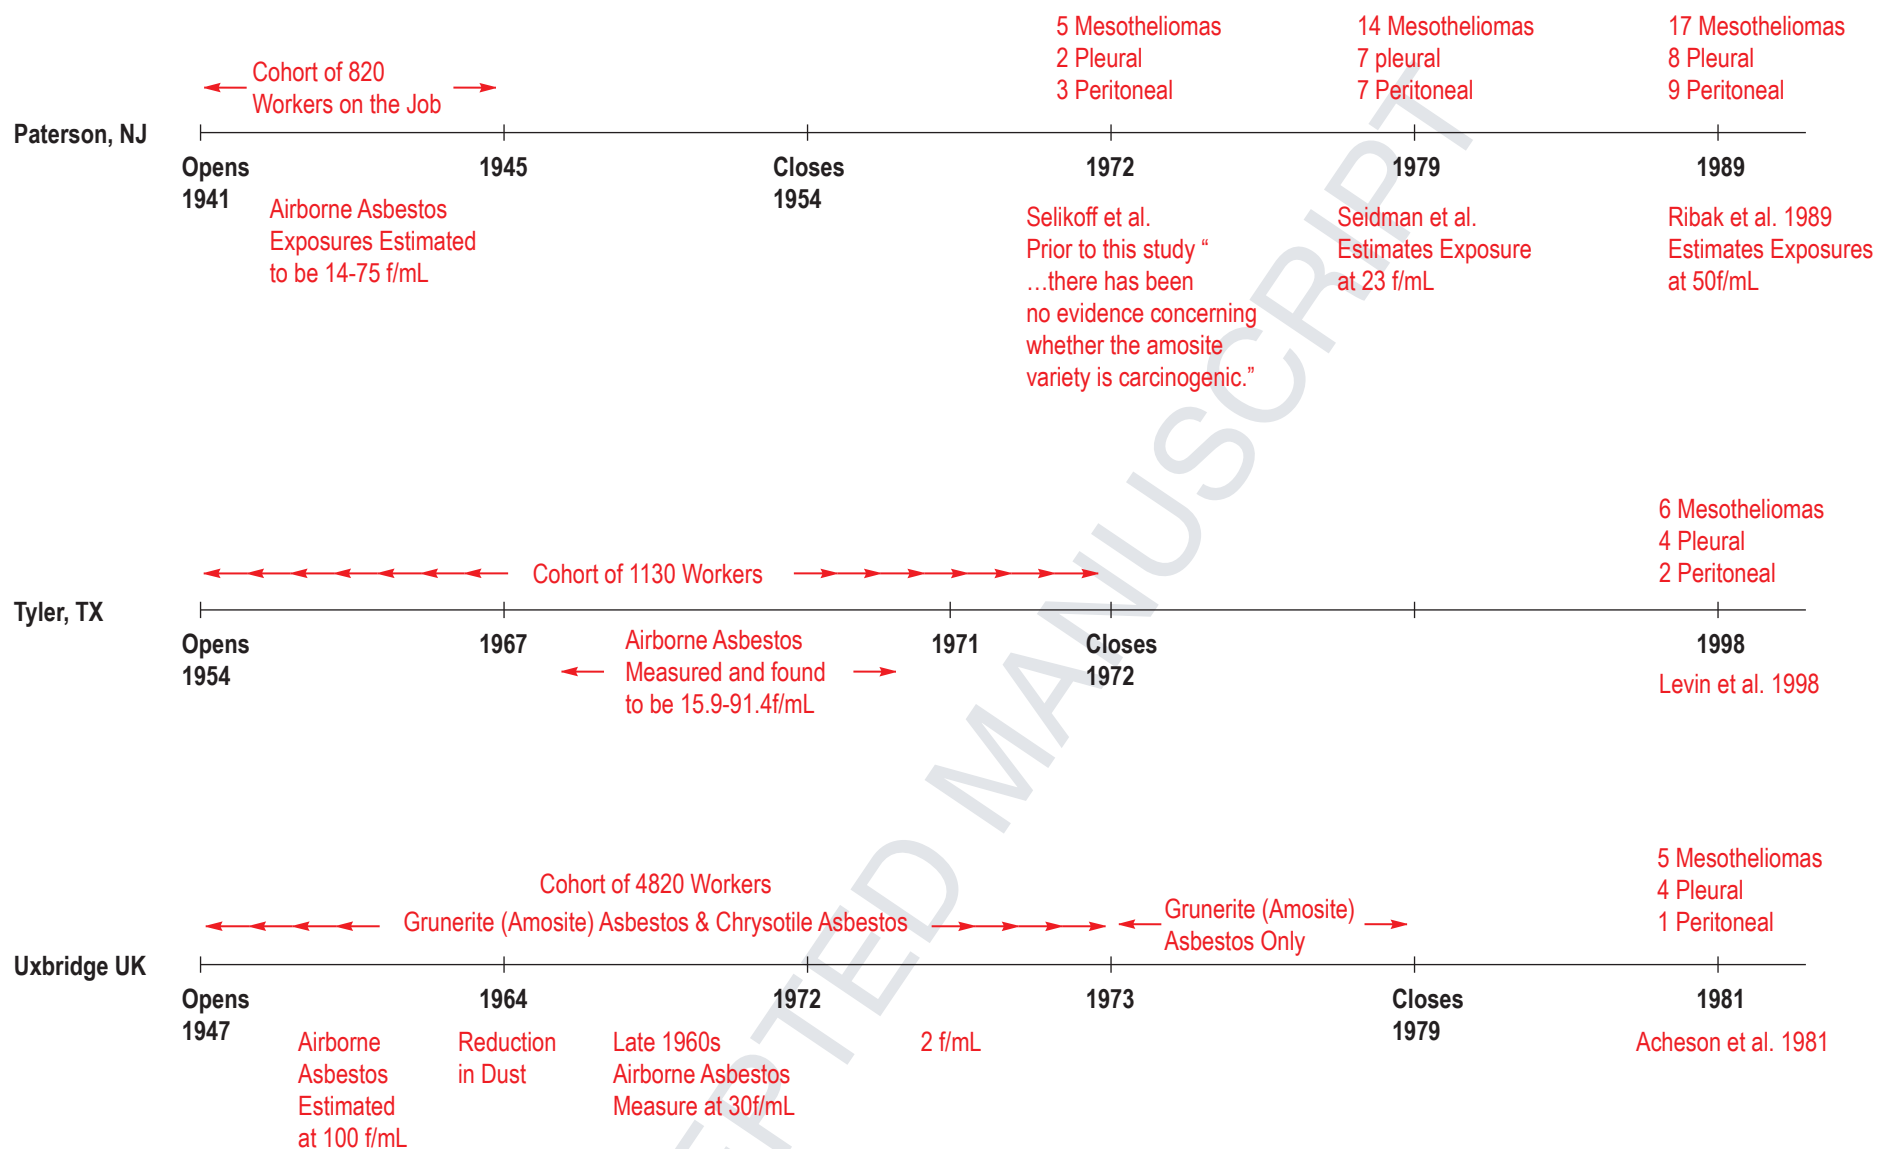 5 Mesotheliomas
2 Pleural
3 Peritoneal
14 Mesotheliomas
7 pleural
7 Peritoneal
17 Mesotheliomas
8 Pleural
9 Peritoneal
Cohort of 820
Workers on the Job
Paterson, NJ
Opens
1941
1945
Closes
1954
1972
1979
1989
Airborne Asbestos
Exposures Estimated
to be 14-75 f/mL
Selikoff et al.
Prior to this study “
…there has been
no evidence concerning
whether the amosite
variety is carcinogenic.”
Seidman et al.
Estimates Exposure
at 23 f/mL
Ribak et al. 1989
Estimates Exposures
at 50f/mL
6 Mesotheliomas
4 Pleural
2 Peritoneal
Cohort of 1130 Workers
Tyler, TX
Opens
1954
1967
1971
Closes
1972
1998
Airborne Asbestos
Measured and found
to be 15.9-91.4f/mL
Levin et al. 1998
5 Mesotheliomas
4 Pleural
1 Peritoneal
Cohort of 4820 Workers
Grunerite (Amosite) Asbestos & Chrysotile Asbestos
Grunerite (Amosite)
Asbestos Only
Uxbridge UK
Opens
1947
1964
1972
1973
Closes
1979
1981
Airborne
Asbestos
Estimated
at 100 f/mL
Reduction
in Dust
Late 1960s
Airborne Asbestos
Measure at 30f/mL
2 f/mL
Acheson et al. 1981
PTED MANUSCRIPT